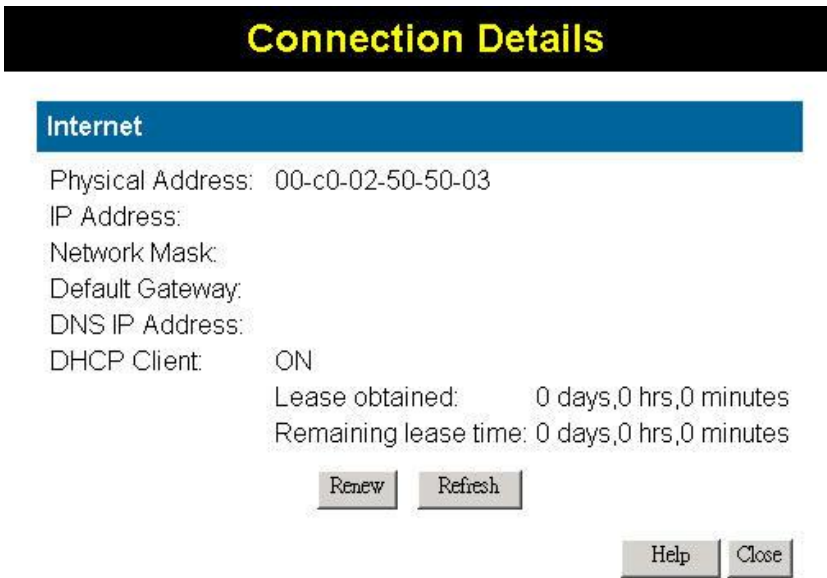 Connection Details
Internet
Physical Address: 00-c0-02-50-50-03
IP Address:
Network Mask:
Default Gateway:
DNS IP Address:
DHCP Client: ON
Lease obtained: 0 days,0 hrs,0 minutes
Remaining lease time: 0 days,0 hrs,0 minutes
Renew Refresh
Help Close